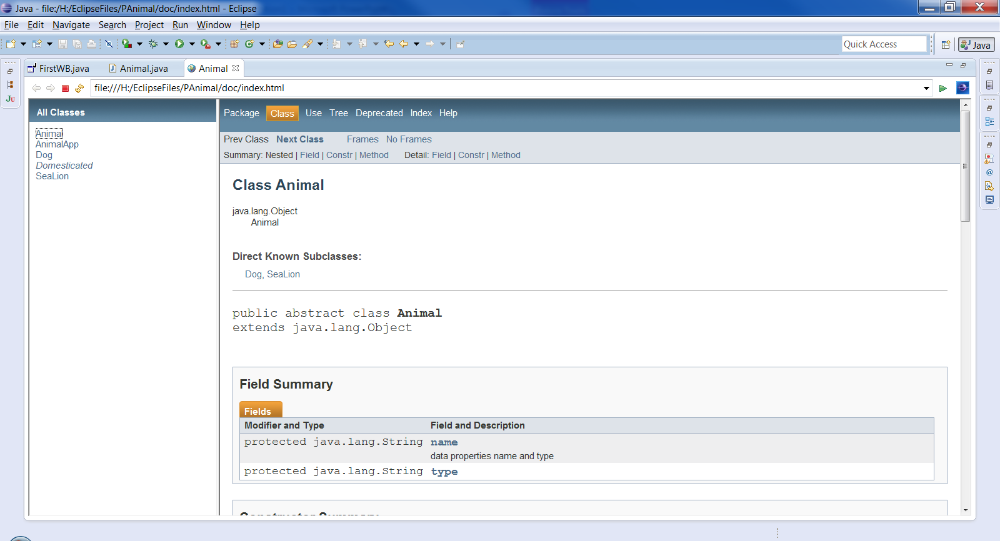 Java - file:/H:/EclipseFiles/PAnimal/doc/index.html - Eclipse
File Edit Navigate Search Project Run Window Help
Quick Access
Java
FirstWB.java Animal.java Animal
file:///H:/EclipseFiles/PAnimal/doc/index.html
All Classes
Animal
AnimalApp
Dog
Domesticated
SeaLion
Package Class Use Tree Deprecated Index Help
Prev Class Next Class Frames No Frames
Summary: Nested | Field | Constr | Method Detail: Field | Constr | Method
Class Animal
java.lang.Object
Animal
Direct Known Subclasses:
Dog, SeaLion
public abstract class Animal
extends java.lang.Object
Field Summary
Fields
Modifier and Type Field and Description
protected java.lang.String name
data properties name and type
protected java.lang.String type
Constructor Summary